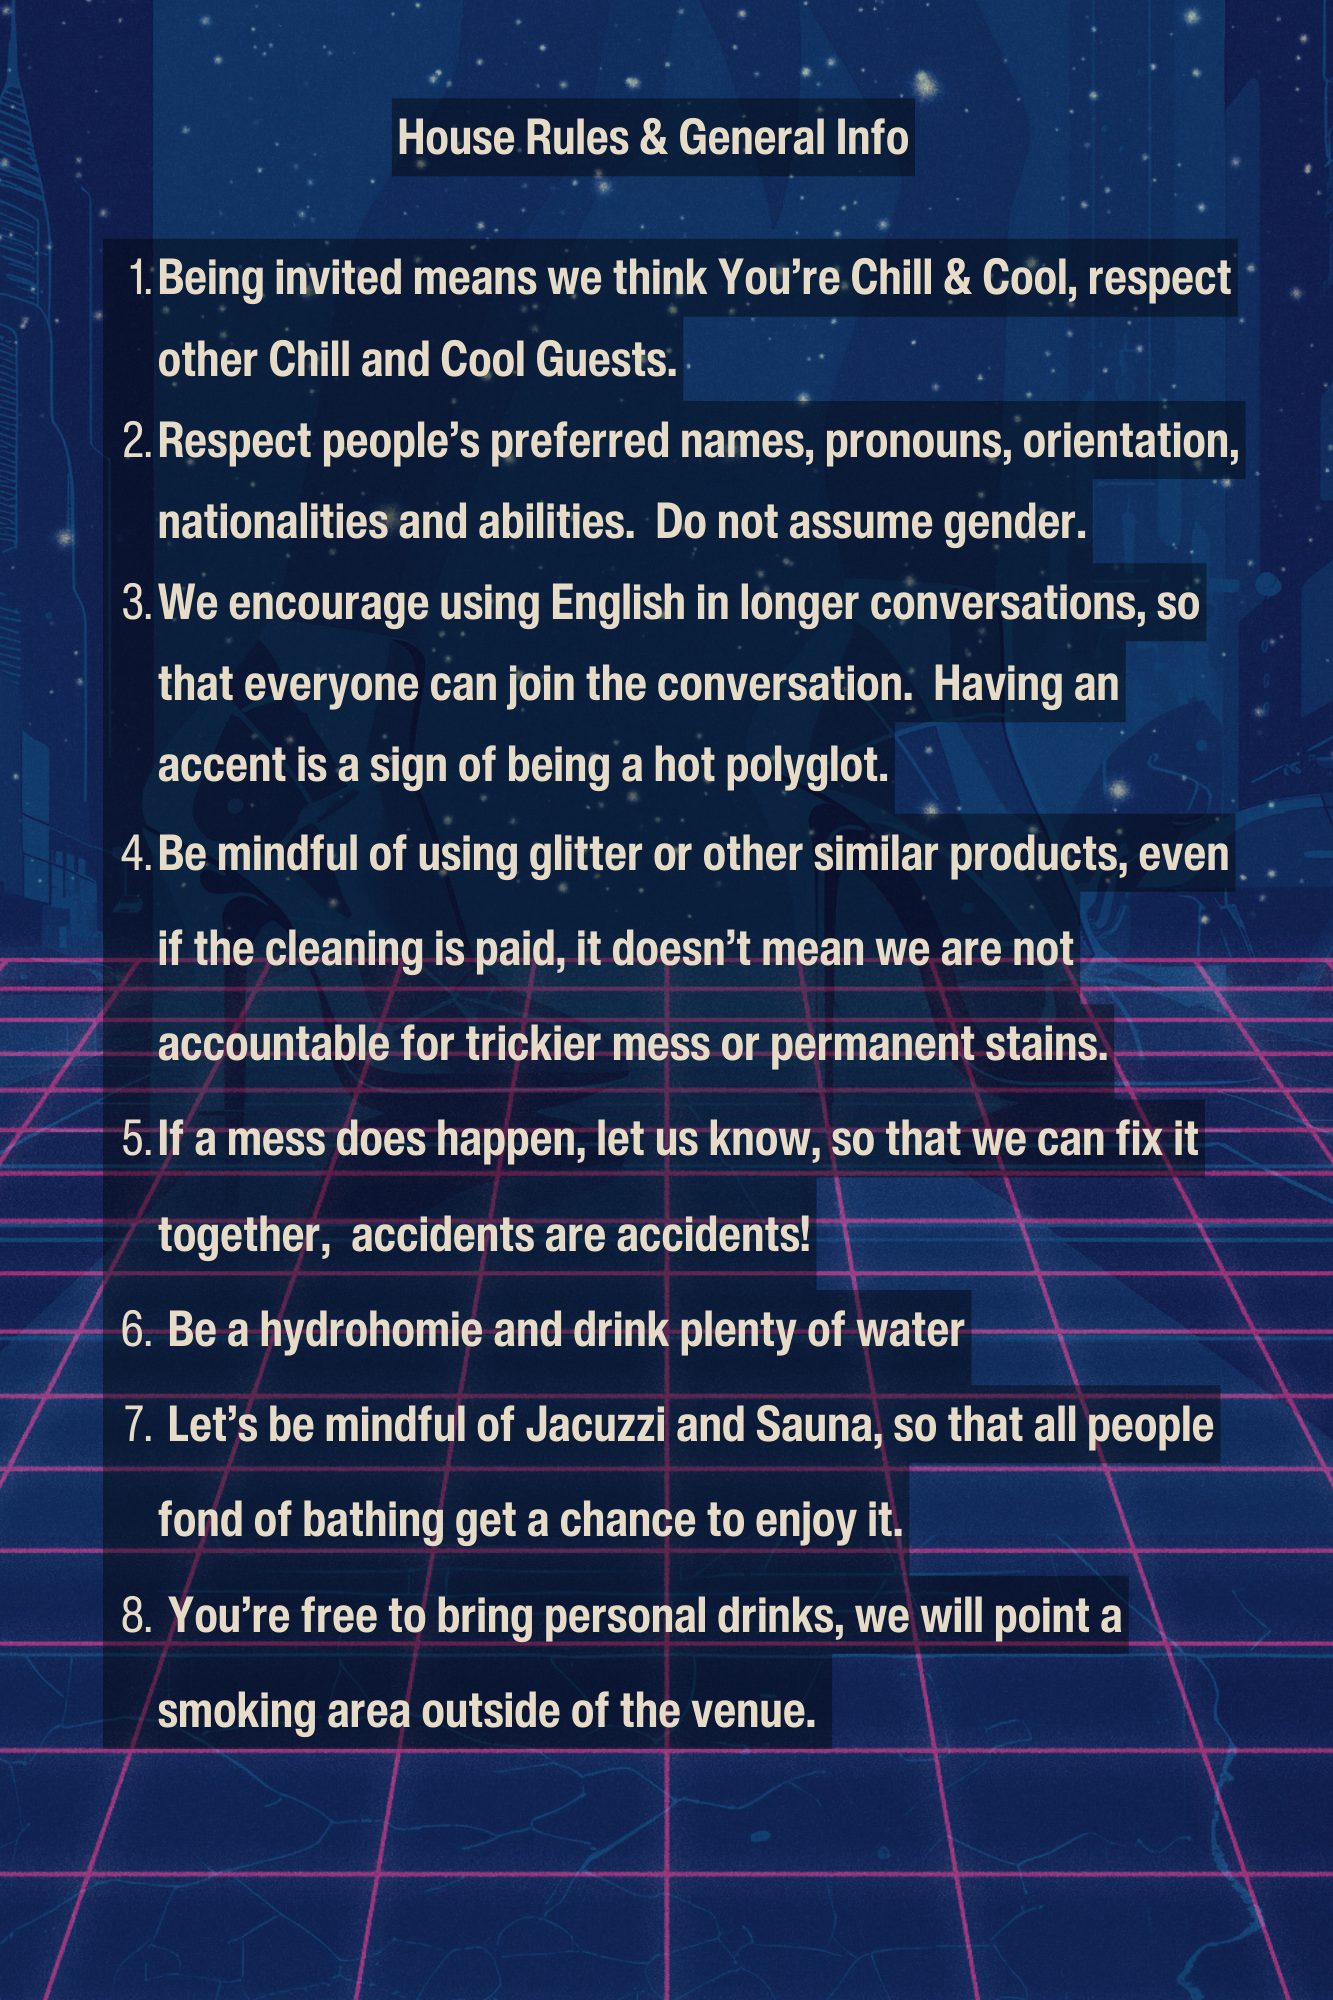 House Rules & General Info
1. Being invited means we think You’re Chill & Cool, respect
other Chill and Cool Guests.
2. Respect people’s preferred names, pronouns, orientation,
nationalities and abilities.  Do not assume gender.
3. We encourage using English in longer conversations, so
that everyone can join the conversation.  Having an
accent is a sign of being a hot polyglot.
4. Be mindful of using glitter or other similar products, even
if the cleaning is paid, it doesn’t mean we are not
accountable for trickier mess or permanent stains.
5. If a mess does happen, let us know, so that we can fix it
together,  accidents are accidents!
6. Be a hydrohomie and drink plenty of water
7. Let’s be mindful of Jacuzzi and Sauna, so that all people
fond of bathing get a chance to enjoy it.
8. You’re free to bring personal drinks, we will point a
smoking area outside of the venue.